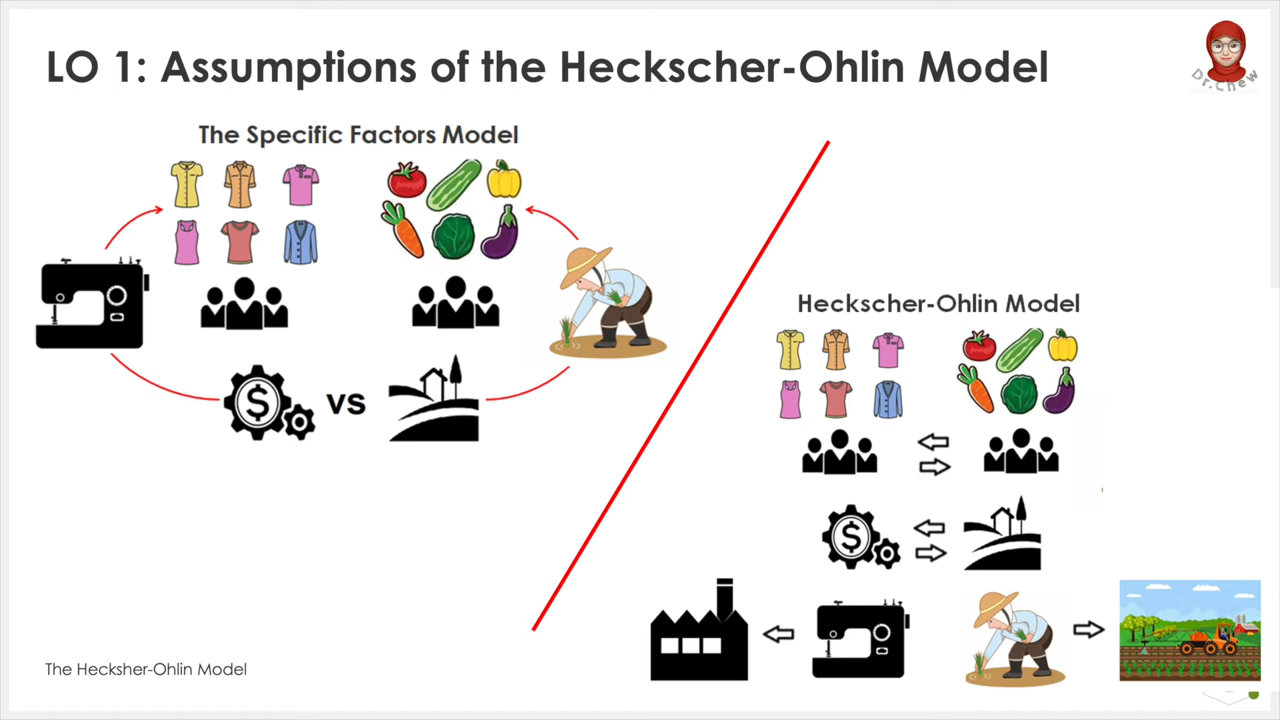 LO 1: Assumptions of the Heckscher-Ohlin Model
Dr.Chew
The Specific Factors Model
$
vs
Heckscher-Ohlin Model
$
The Hecksher-Ohlin Model